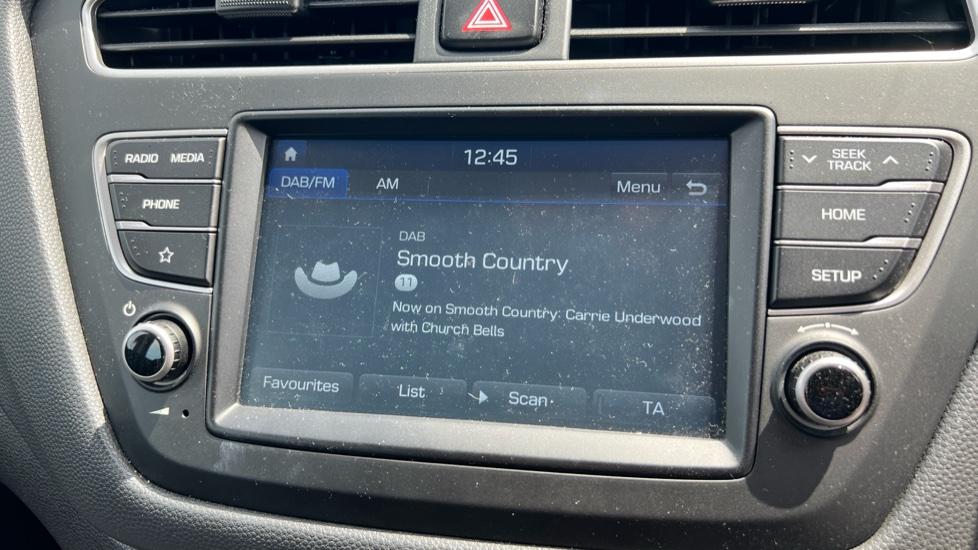 12:45
RADIO MEDIA
DAB/FM AM Menu
SEEK
TRACK
PHONE
DAB
Smooth Country
11
HOME
Now on Smooth Country: Carrie Underwood
with Church Bells
SETUP
Favourites List Scan TA